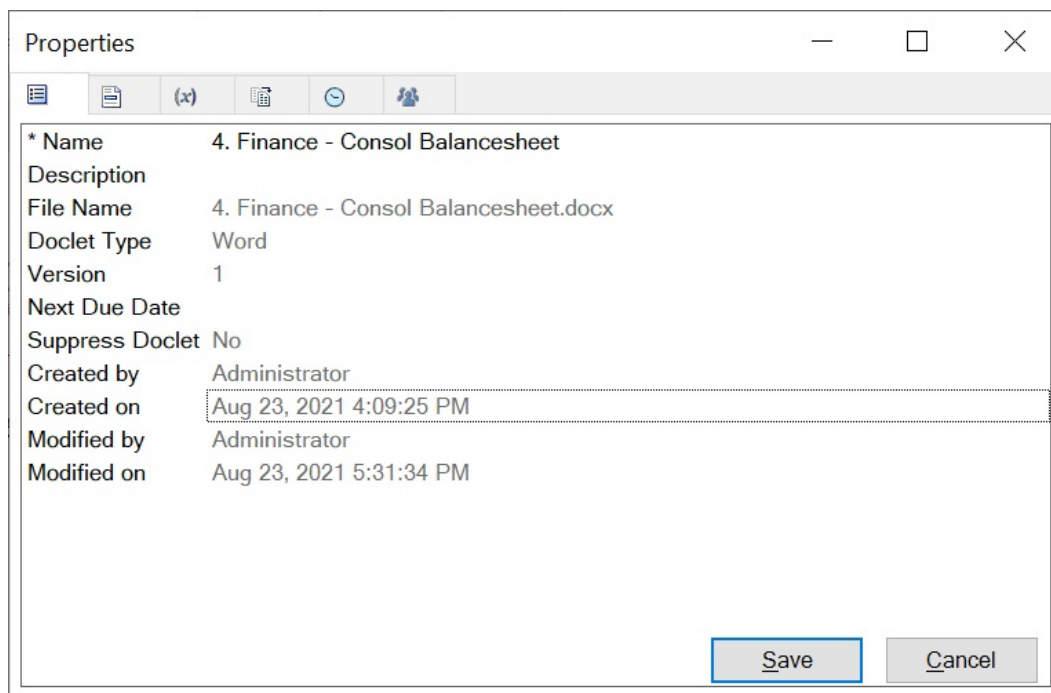 Properties
(x)
* Name 4. Finance - Consol Balancesheet
Description
File Name 4. Finance - Consol Balancesheet.docx
Doclet Type Word
Version 1
Next Due Date
Suppress Doclet No
Created by Administrator
Created on Aug 23, 2021 4:09:25 PM
Modified by Administrator
Modified on Aug 23, 2021 5:31:34 PM
Save Cancel